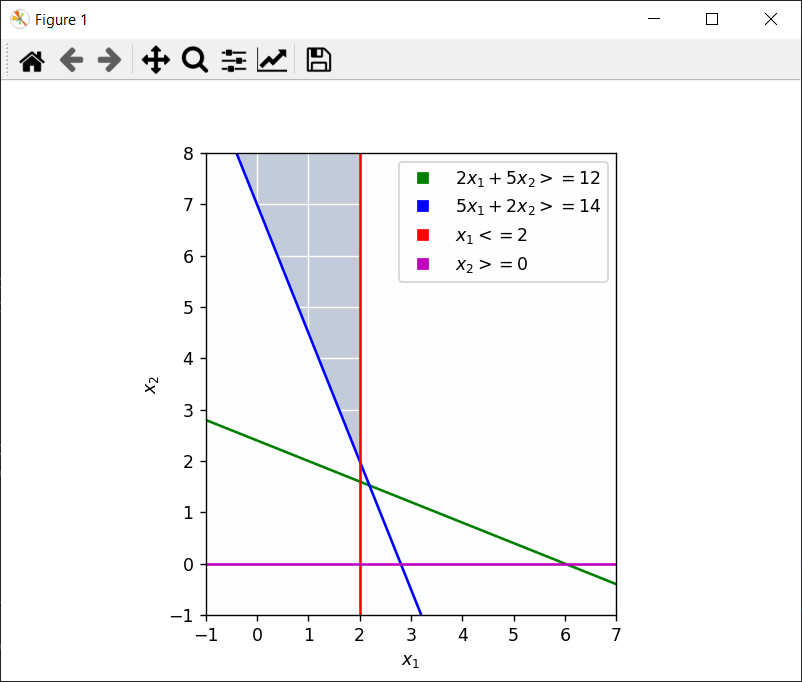 Figure 1
8
7
6
5
4
3
2
1
0
−1
x₂
2x₁ + 5x₂ >= 12
5x₁ + 2x₂ >= 14
x₁ <= 2
x₂ >= 0
−1 0 1 2 3 4 5 6 7
x₁